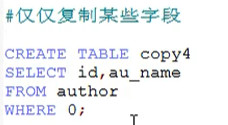 #仅仅复制某些字段
CREATE TABLE copy4
SELECT id,au_name
FROM author
WHERE 0;